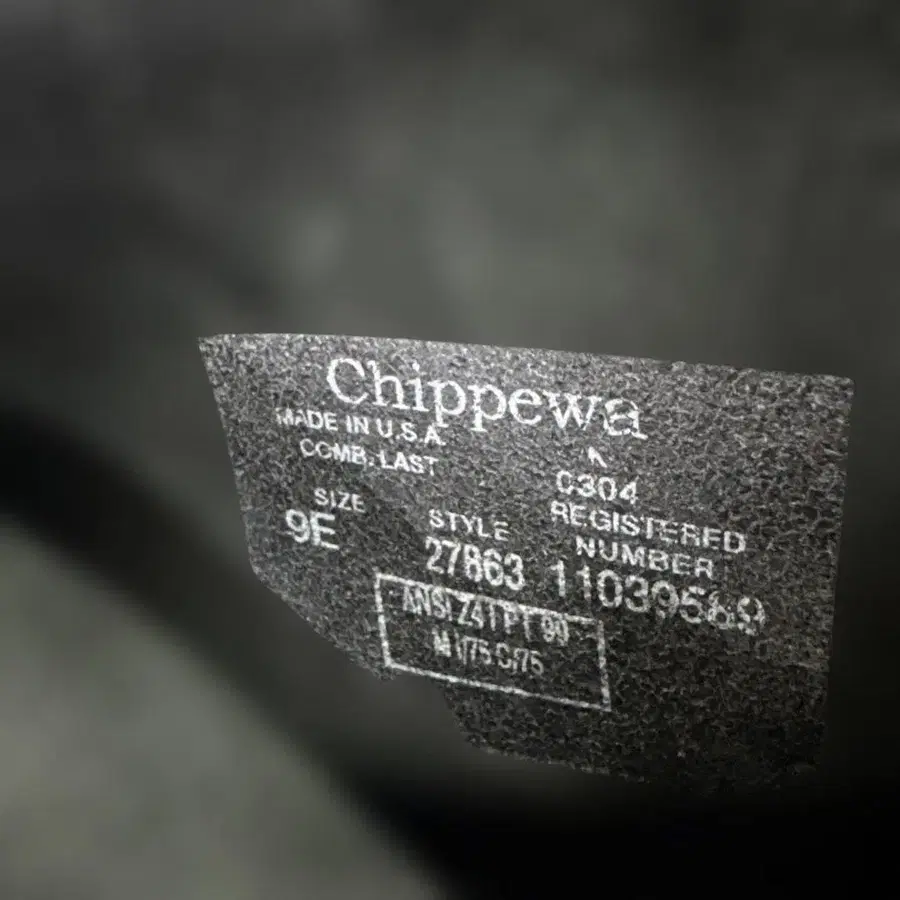 Chippewa
MADE IN U.S.A.
COMB. LAST
0304
SIZE
9E
STYLE
27863
REGISTERED
NUMBER
11039569
ANSI Z41 PT 99
M I/75 C/75